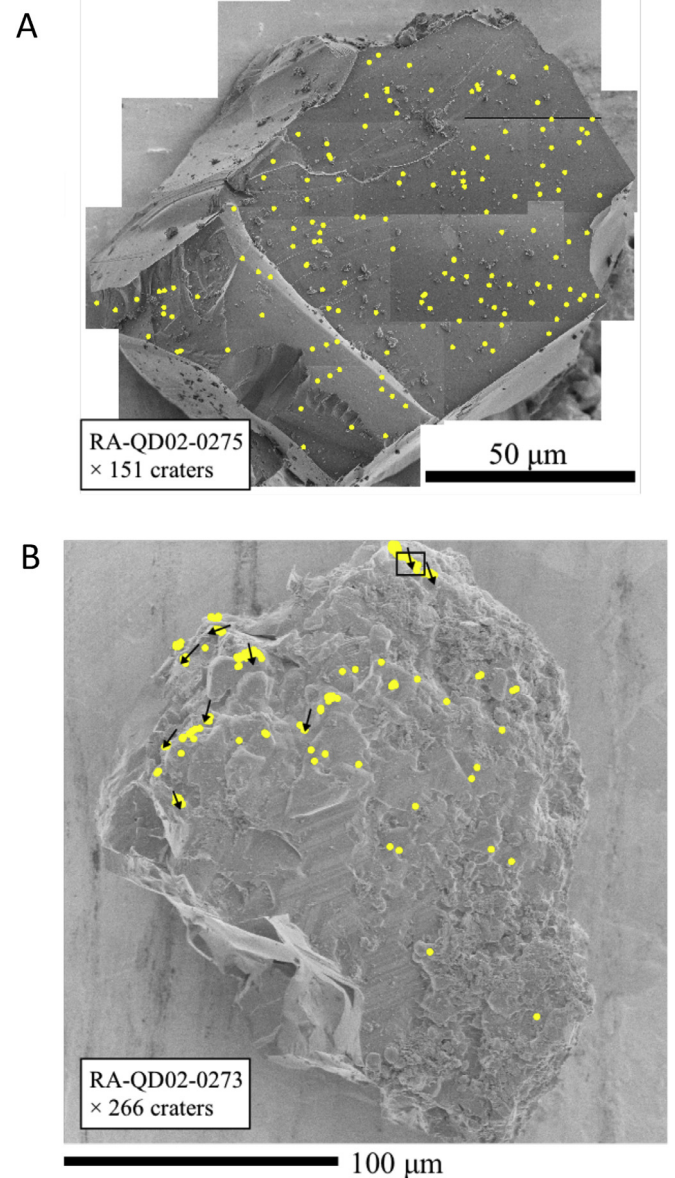 A
RA-QD02-0275
× 151 craters
50 μm
B
RA-QD02-0273
× 266 craters
100 μm